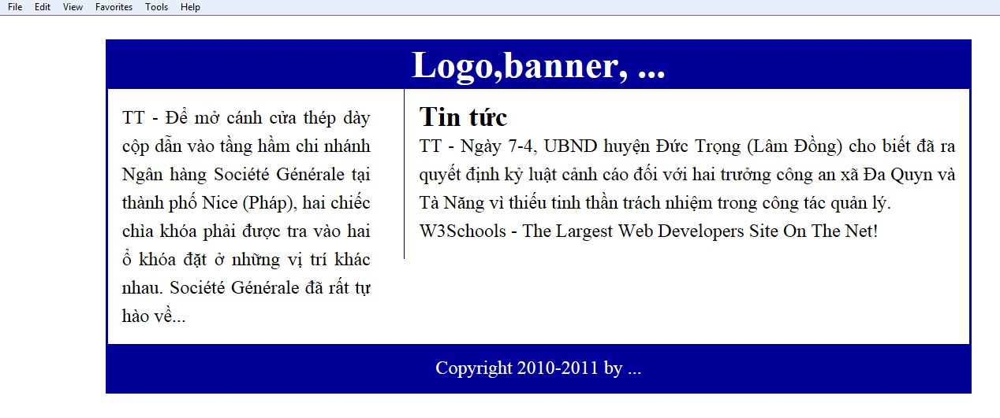 File Edit View Favorites Tools Help
Logo,banner, ...
TT - Để mở cánh cửa thép dày
cộp dẫn vào tầng hầm chi nhánh
Ngân hàng Société Générale tại
thành phố Nice (Pháp), hai chiếc
chìa khóa phải được tra vào hai
ổ khóa đặt ở những vị trí khác
nhau. Société Générale đã rất tự
hào về...
Tin tức
TT - Ngày 7-4, UBND huyện Đức Trọng (Lâm Đồng) cho biết đã ra
quyết định kỷ luật cảnh cáo đối với hai trưởng công an xã Đa Quyn và
Tà Năng vì thiếu tinh thần trách nhiệm trong công tác quản lý.
W3Schools - The Largest Web Developers Site On The Net!
Copyright 2010-2011 by ...